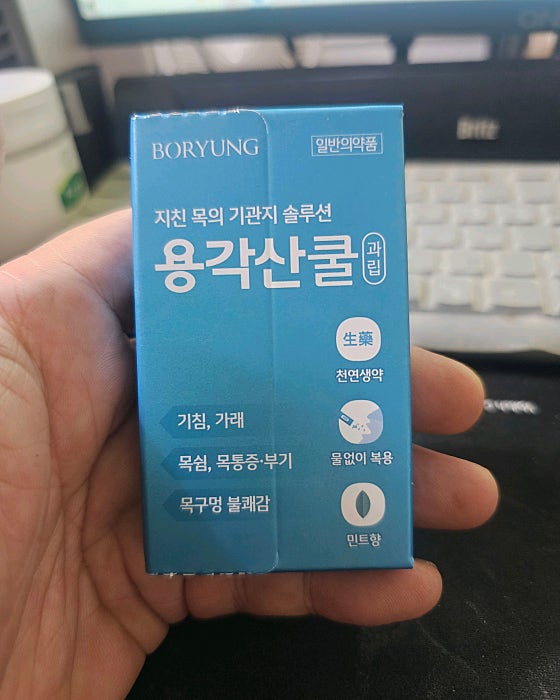 BORYUNG
일반의약품
지친 목의 기관지 솔루션
용각산쿨 과립
生藥
천연생약
기침, 가래
물없이 복용
목쉼, 목통증·부기
목구멍 불쾌감
민트향
Britz